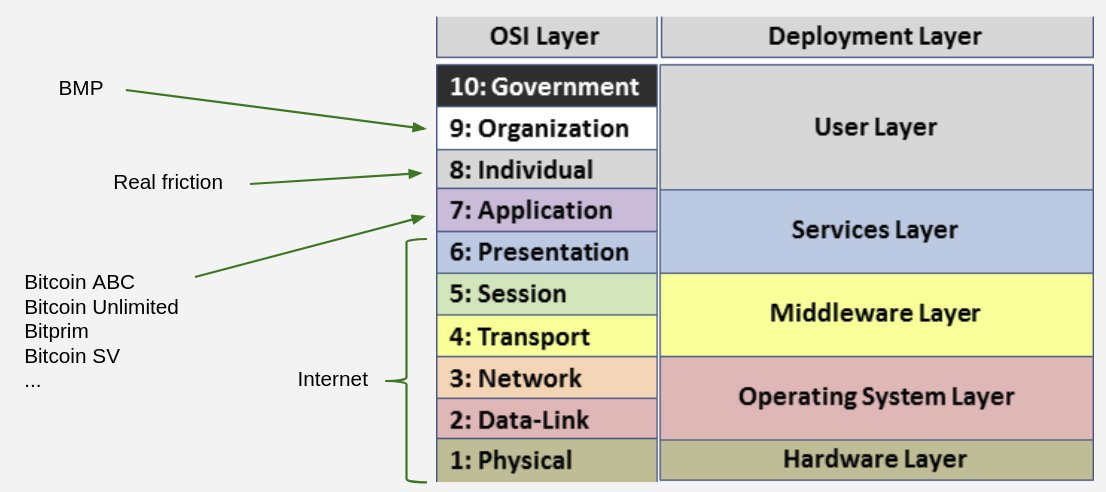 OSI Layer
Deployment Layer
BMP
10: Government
9: Organization
User Layer
Real friction
8: Individual
7: Application
Services Layer
6: Presentation
Bitcoin ABC
Bitcoin Unlimited
Bitprim
Bitcoin SV
...
5: Session
Middleware Layer
4: Transport
Internet
3: Network
Operating System Layer
2: Data-Link
1: Physical
Hardware Layer